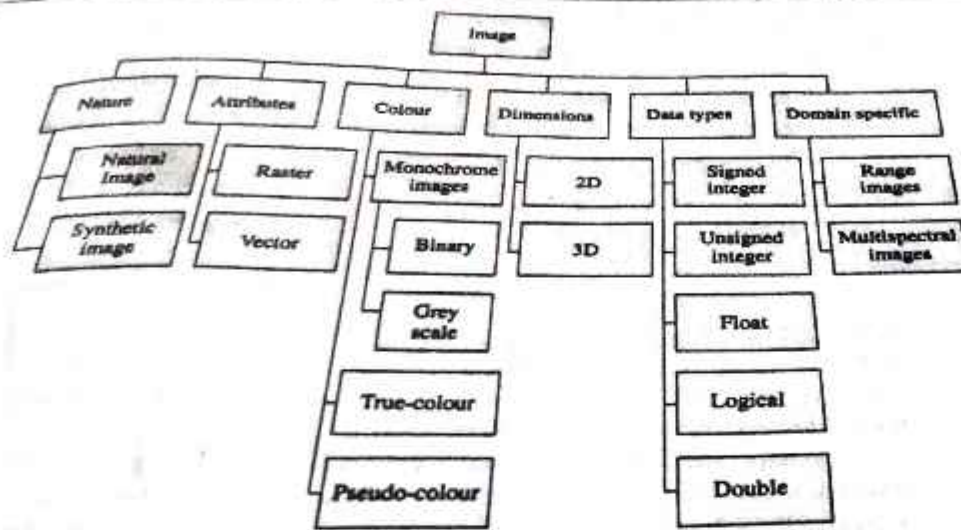 Image
Nature
Attributes
Colour
Dimensions
Data types
Domain specific
Natural
image
Synthetic
image
Raster
Vector
Monochrome
images
Binary
Grey
scale
True-colour
Pseudo-colour
2D
3D
Signed
integer
Unsigned
integer
Float
Logical
Double
Range
images
Multispectral
images